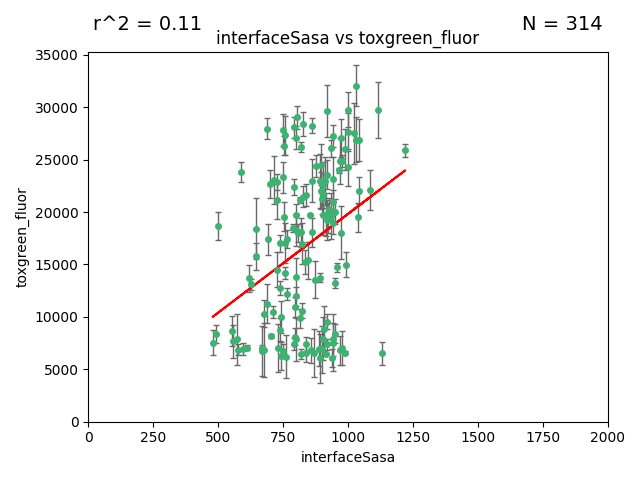 r^2 = 0.11
N = 314
interfaceSasa vs toxgreen_fluor
35000
30000
25000
20000
15000
10000
5000
0
toxgreen_fluor
0 250 500 750 1000 1250 1500 1750 2000
interfaceSasa